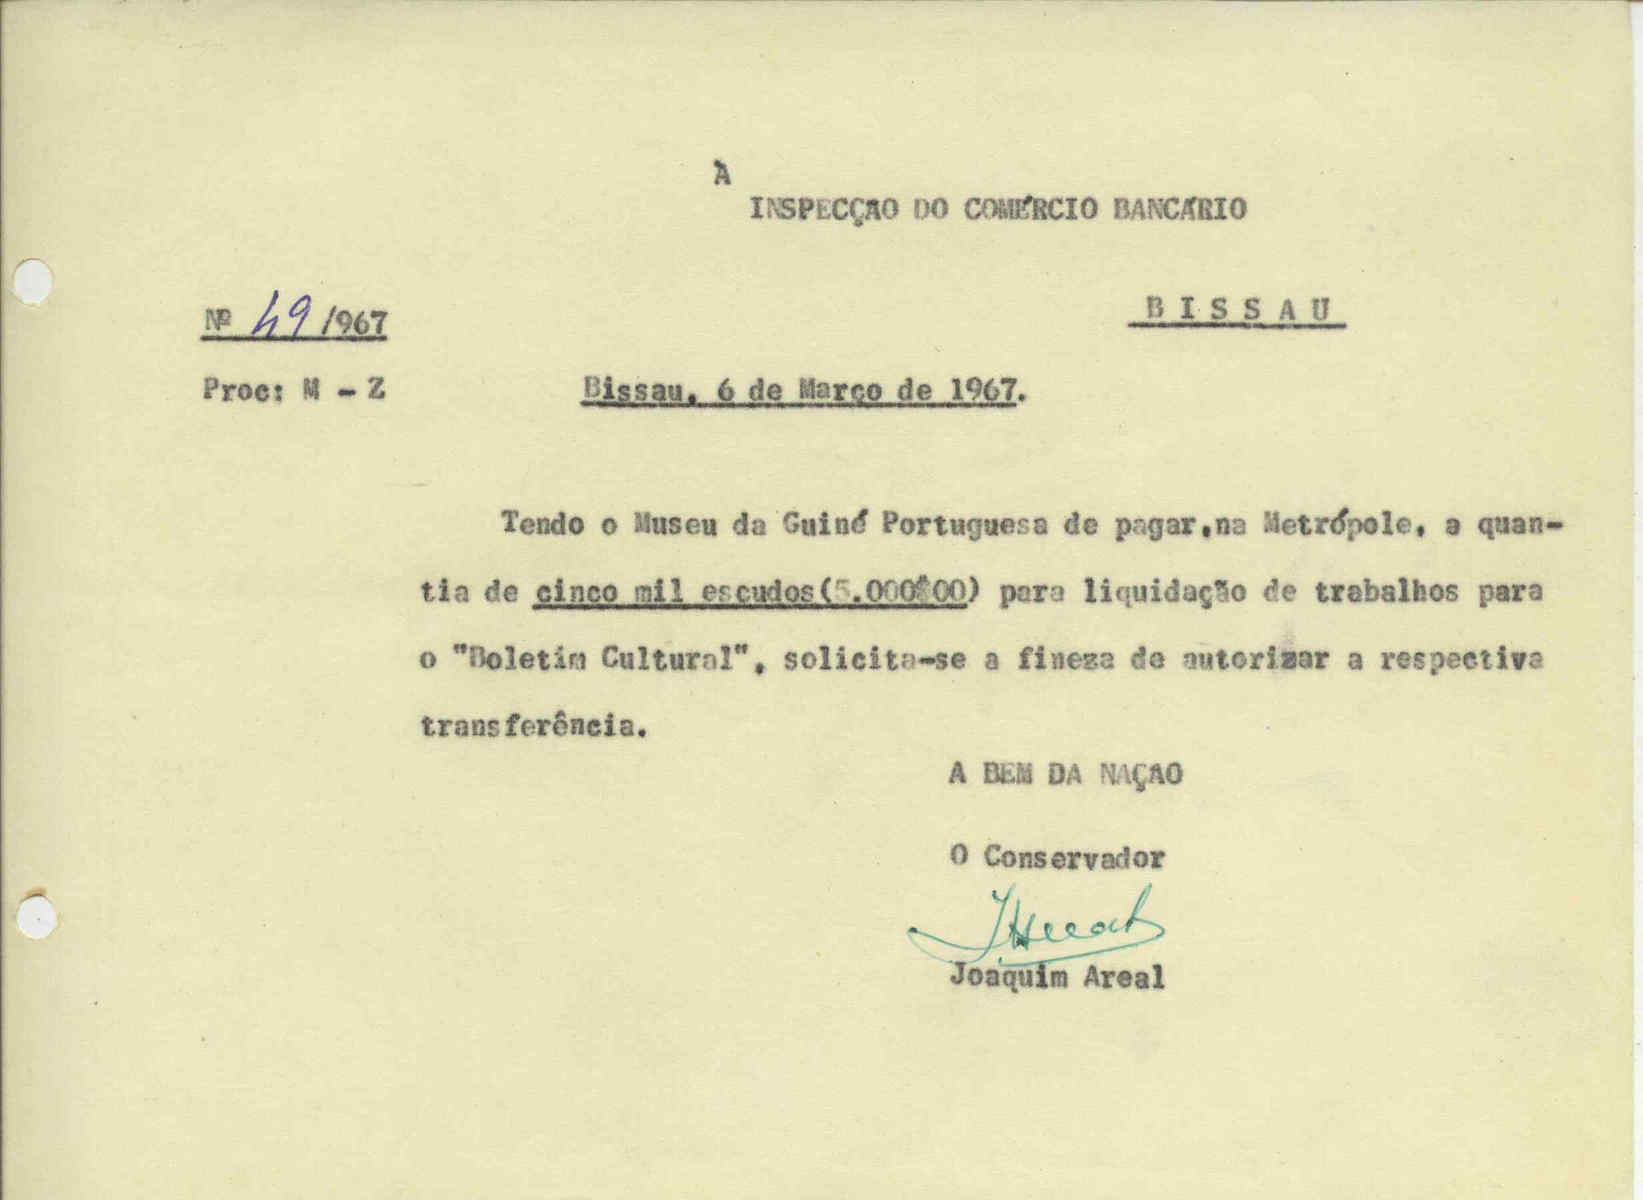 À
INSPECÇAO DO COMÉRCIO BANCÁRIO
BISSAU
Nº 49/967
Proc: M - Z
Bissau, 6 de Março de 1967.
Tendo o Museu da Guiné Portuguesa de pagar,na Metrópole, a quan-
tia de cinco mil escudos(5.000$00) para liquidação de trabalhos para
o "Boletim Cultural", solicita-se a fineza de autorizar a respectiva
transferência.
A BEM DA NAÇAO
O Conservador
JAreal
Joaquim Areal